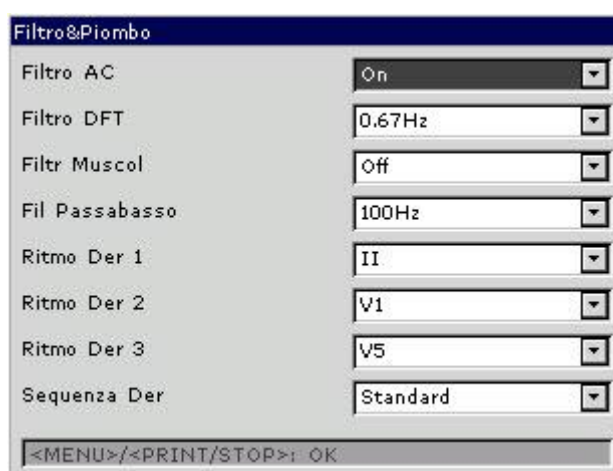 Filtro&Piombo
Filtro AC On
Filtro DFT 0.67Hz
Filtr Muscol Off
Fil Passabasso 100Hz
Ritmo Der 1 II
Ritmo Der 2 V1
Ritmo Der 3 V5
Sequenza Der Standard
<MENU>/<PRINT/STOP>: OK